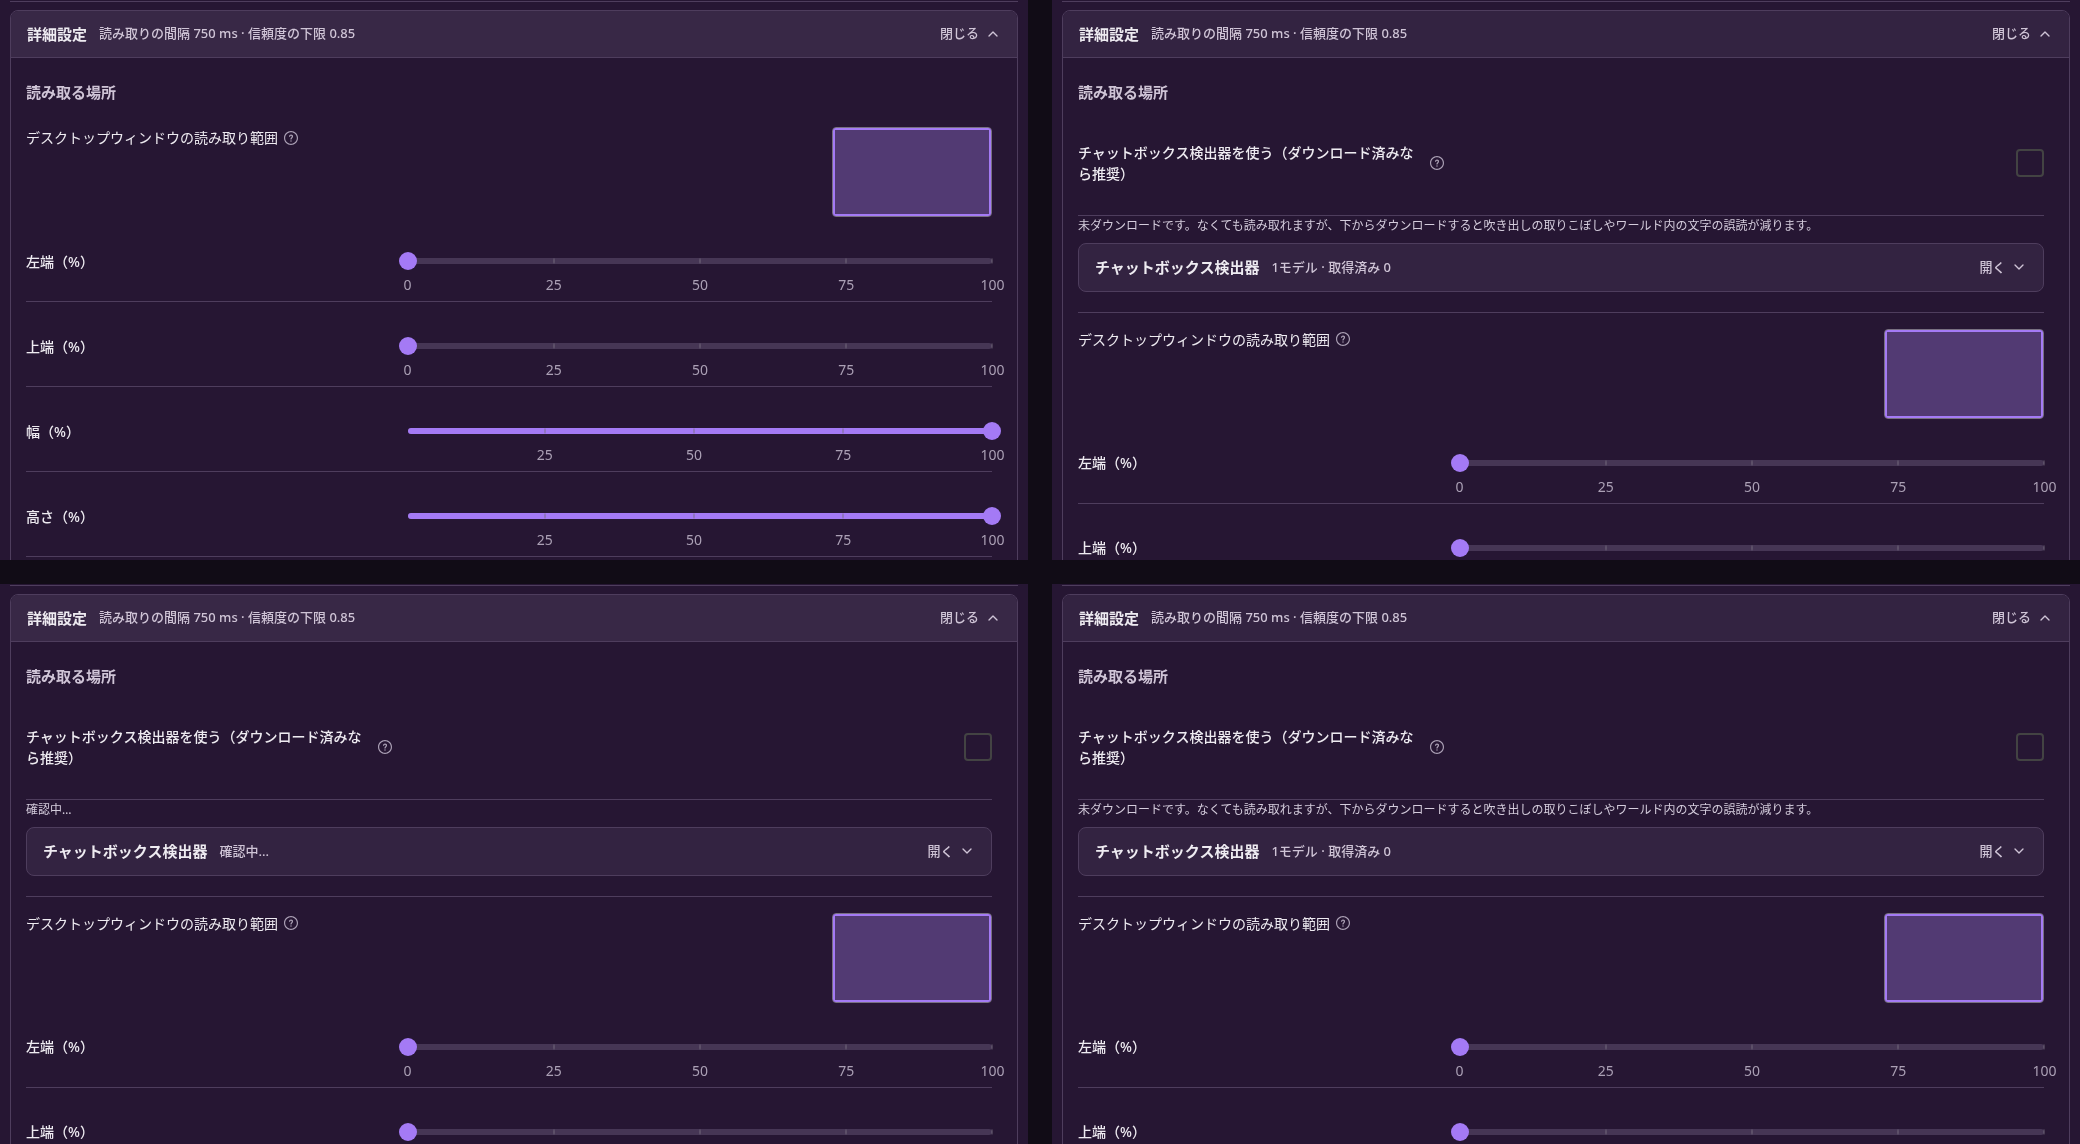 詳細設定 読み取りの間隔 750 ms · 信頼度の下限 0.85 閉じる
読み取る場所
デスクトップウィンドウの読み取り範囲 ?
左端（%）
0 25 50 75 100
上端（%）
0 25 50 75 100
幅（%）
25 50 75 100
高さ（%）
25 50 75 100
詳細設定 読み取りの間隔 750 ms · 信頼度の下限 0.85 閉じる
読み取る場所
チャットボックス検出器を使う（ダウンロード済みな
ら推奨） ?
未ダウンロードです。なくても読み取れますが、下からダウンロードすると吹き出しの取りこぼしやワールド内の文字の誤読が減ります。
チャットボックス検出器 1モデル · 取得済み 0 開く
デスクトップウィンドウの読み取り範囲 ?
左端（%）
0 25 50 75 100
上端（%）
詳細設定 読み取りの間隔 750 ms · 信頼度の下限 0.85 閉じる
読み取る場所
チャットボックス検出器を使う（ダウンロード済みな
ら推奨） ?
確認中...
チャットボックス検出器 確認中... 開く
デスクトップウィンドウの読み取り範囲 ?
左端（%）
0 25 50 75 100
上端（%）
詳細設定 読み取りの間隔 750 ms · 信頼度の下限 0.85 閉じる
読み取る場所
チャットボックス検出器を使う（ダウンロード済みな
ら推奨） ?
未ダウンロードです。なくても読み取れますが、下からダウンロードすると吹き出しの取りこぼしやワールド内の文字の誤読が減ります。
チャットボックス検出器 1モデル · 取得済み 0 開く
デスクトップウィンドウの読み取り範囲 ?
左端（%）
0 25 50 75 100
上端（%）